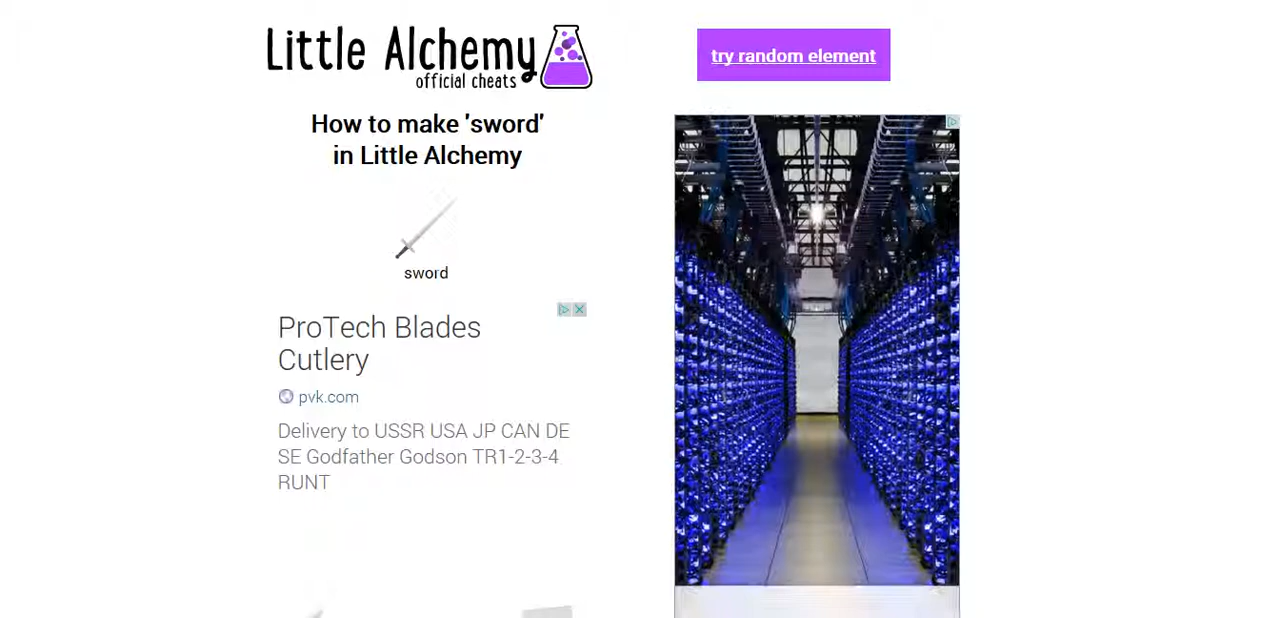 Little Alchemy
official cheats
try random element
How to make 'sword'
in Little Alchemy
sword
ProTech Blades
Cutlery
pvk.com
Delivery to USSR USA JP CAN DE
SE Godfather Godson TR1-2-3-4
RUNT